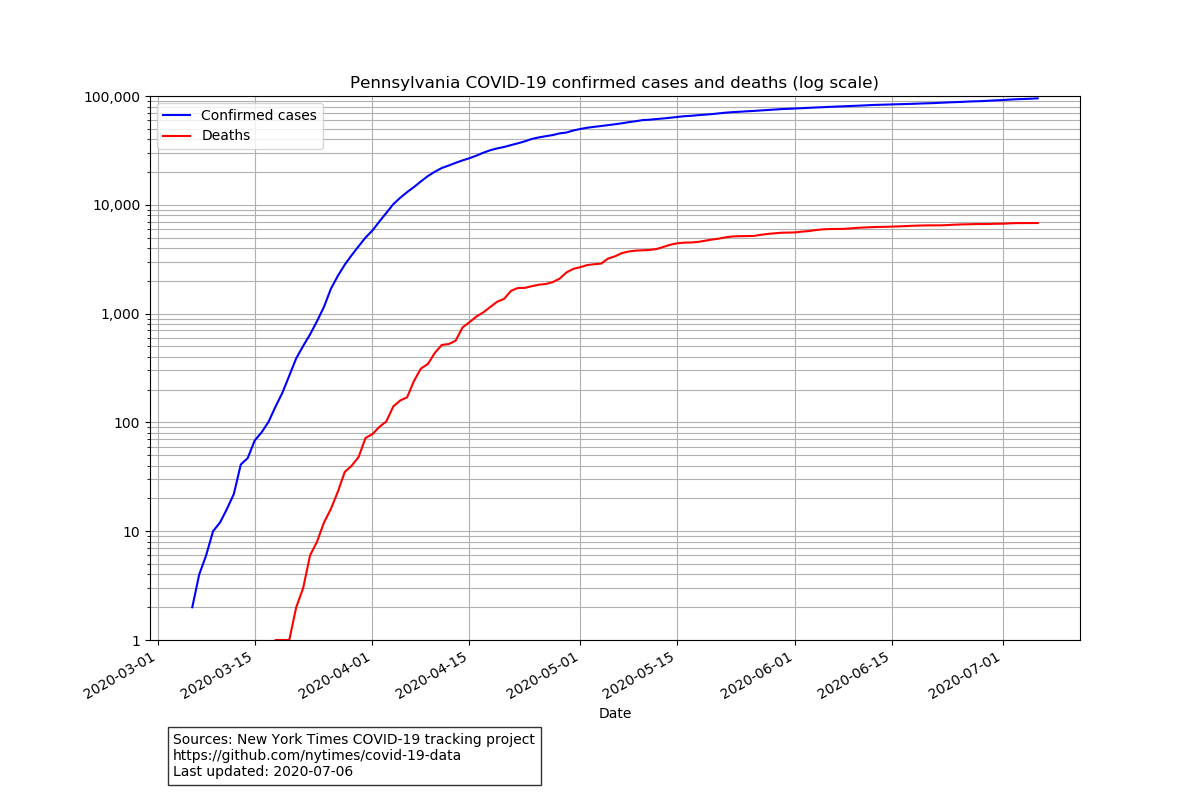 Pennsylvania COVID-19 confirmed cases and deaths (log scale)
100,000
Confirmed cases
Deaths
10,000
1,000
100
10
1
2020-03-01
2020-03-15
2020-04-01
2020-04-15
2020-05-01
2020-05-15
2020-06-01
2020-06-15
2020-07-01
Date
Sources: New York Times COVID-19 tracking project
https://github.com/nytimes/covid-19-data
Last updated: 2020-07-06